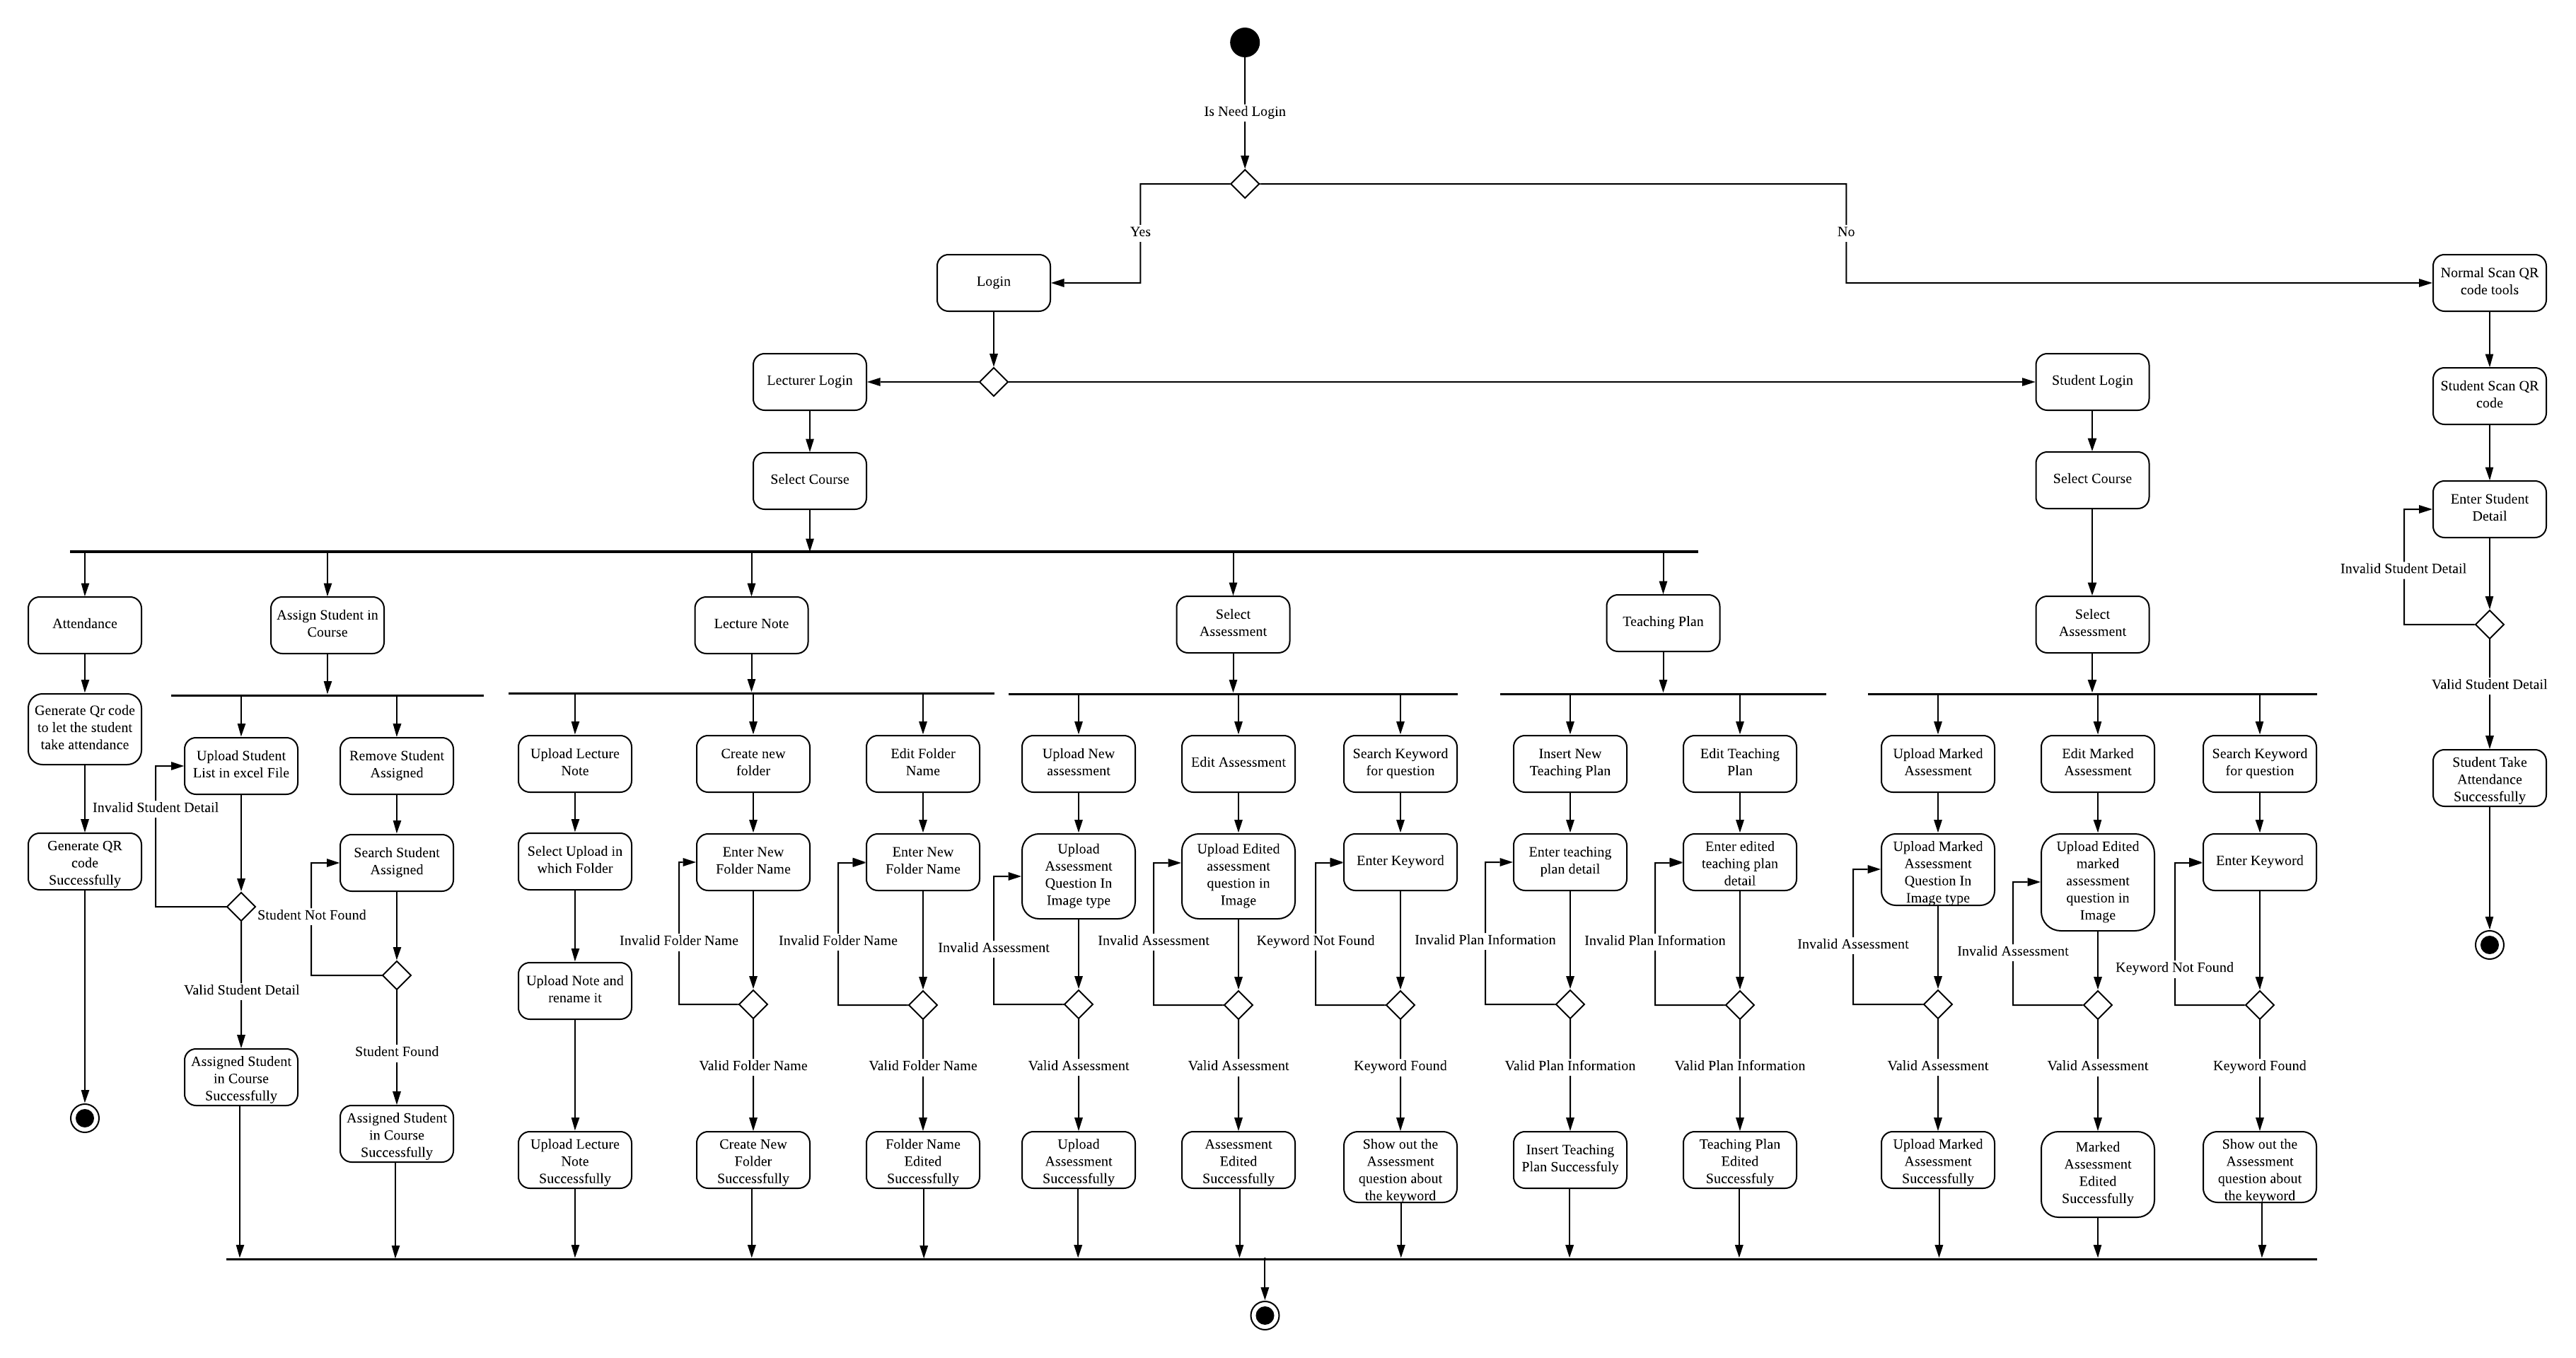 Is Need Login
Yes
No
Login
Normal Scan QR
code tools
Lecturer Login
Student Login
Student Scan QR
code
Select Course
Select Course
Enter Student
Detail
Invalid Student Detail
Attendance
Assign Student in
Course
Lecture Note
Select
Assessment
Teaching Plan
Select
Assessment
Valid Student Detail
Generate Qr code
to let the student
take attendance
Upload Student
List in excel File
Remove Student
Assigned
Upload Lecture
Note
Create new
folder
Edit Folder
Name
Upload New
assessment
Edit Assessment
Search Keyword
for question
Insert New
Teaching Plan
Edit Teaching
Plan
Upload Marked
Assessment
Edit Marked
Assessment
Search Keyword
for question
Student Take
Attendance
Successfully
Invalid Student Detail
Generate QR
code
Successfully
Search Student
Assigned
Select Upload in
which Folder
Enter New
Folder Name
Enter New
Folder Name
Upload
Assessment
Question In
Image type
Upload Edited
assessment
question in
Image
Enter Keyword
Enter teaching
plan detail
Enter edited
teaching plan
detail
Upload Marked
Assessment
Question In
Image type
Upload Edited
marked
assessment
question in
Image
Enter Keyword
Student Not Found
Invalid Folder Name
Invalid Folder Name
Invalid Assessment
Invalid Assessment
Keyword Not Found
Invalid Plan Information
Invalid Plan Information
Invalid Assessment
Invalid Assessment
Keyword Not Found
Valid Student Detail
Upload Note and
rename it
Student Found
Valid Folder Name
Valid Folder Name
Valid Assessment
Valid Assessment
Keyword Found
Valid Plan Information
Valid Plan Information
Valid Assessment
Valid Assessment
Keyword Found
Assigned Student
in Course
Successfully
Assigned Student
in Course
Successfully
Upload Lecture
Note
Successfully
Create New
Folder
Successfully
Folder Name
Edited
Successfully
Upload
Assessment
Successfully
Assessment
Edited
Successfully
Show out the
Assessment
question about
the keyword
Insert Teaching
Plan Successfuly
Teaching Plan
Edited
Successfuly
Upload Marked
Assessment
Successfully
Marked
Assessment
Edited
Successfully
Show out the
Assessment
question about
the keyword